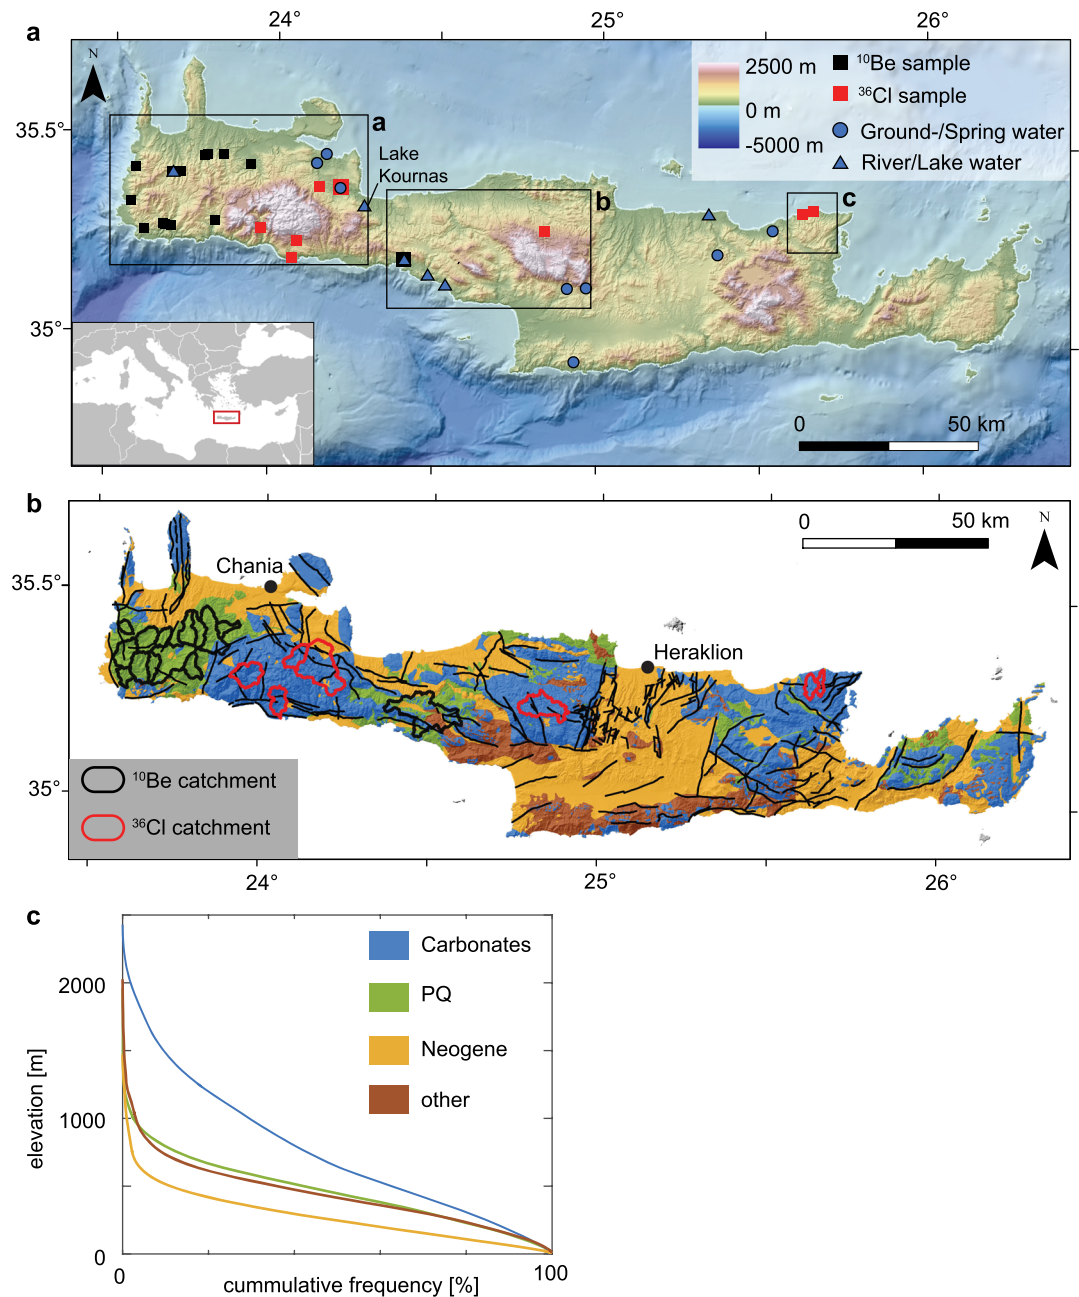 24°
25°
26°
a
N
2500 m
0 m
-5000 m
10Be sample
36Cl sample
Ground-/Spring water
River/Lake water
35.5°
a
Lake
Kournas
b
c
35°
0
50 km
b
0
50 km
N
Chania
35.5°
Heraklion
10Be catchment
36Cl catchment
35°
24°
25°
26°
c
Carbonates
PQ
Neogene
other
2000
1000
0
elevation [m]
0
100
cummulative frequency [%]